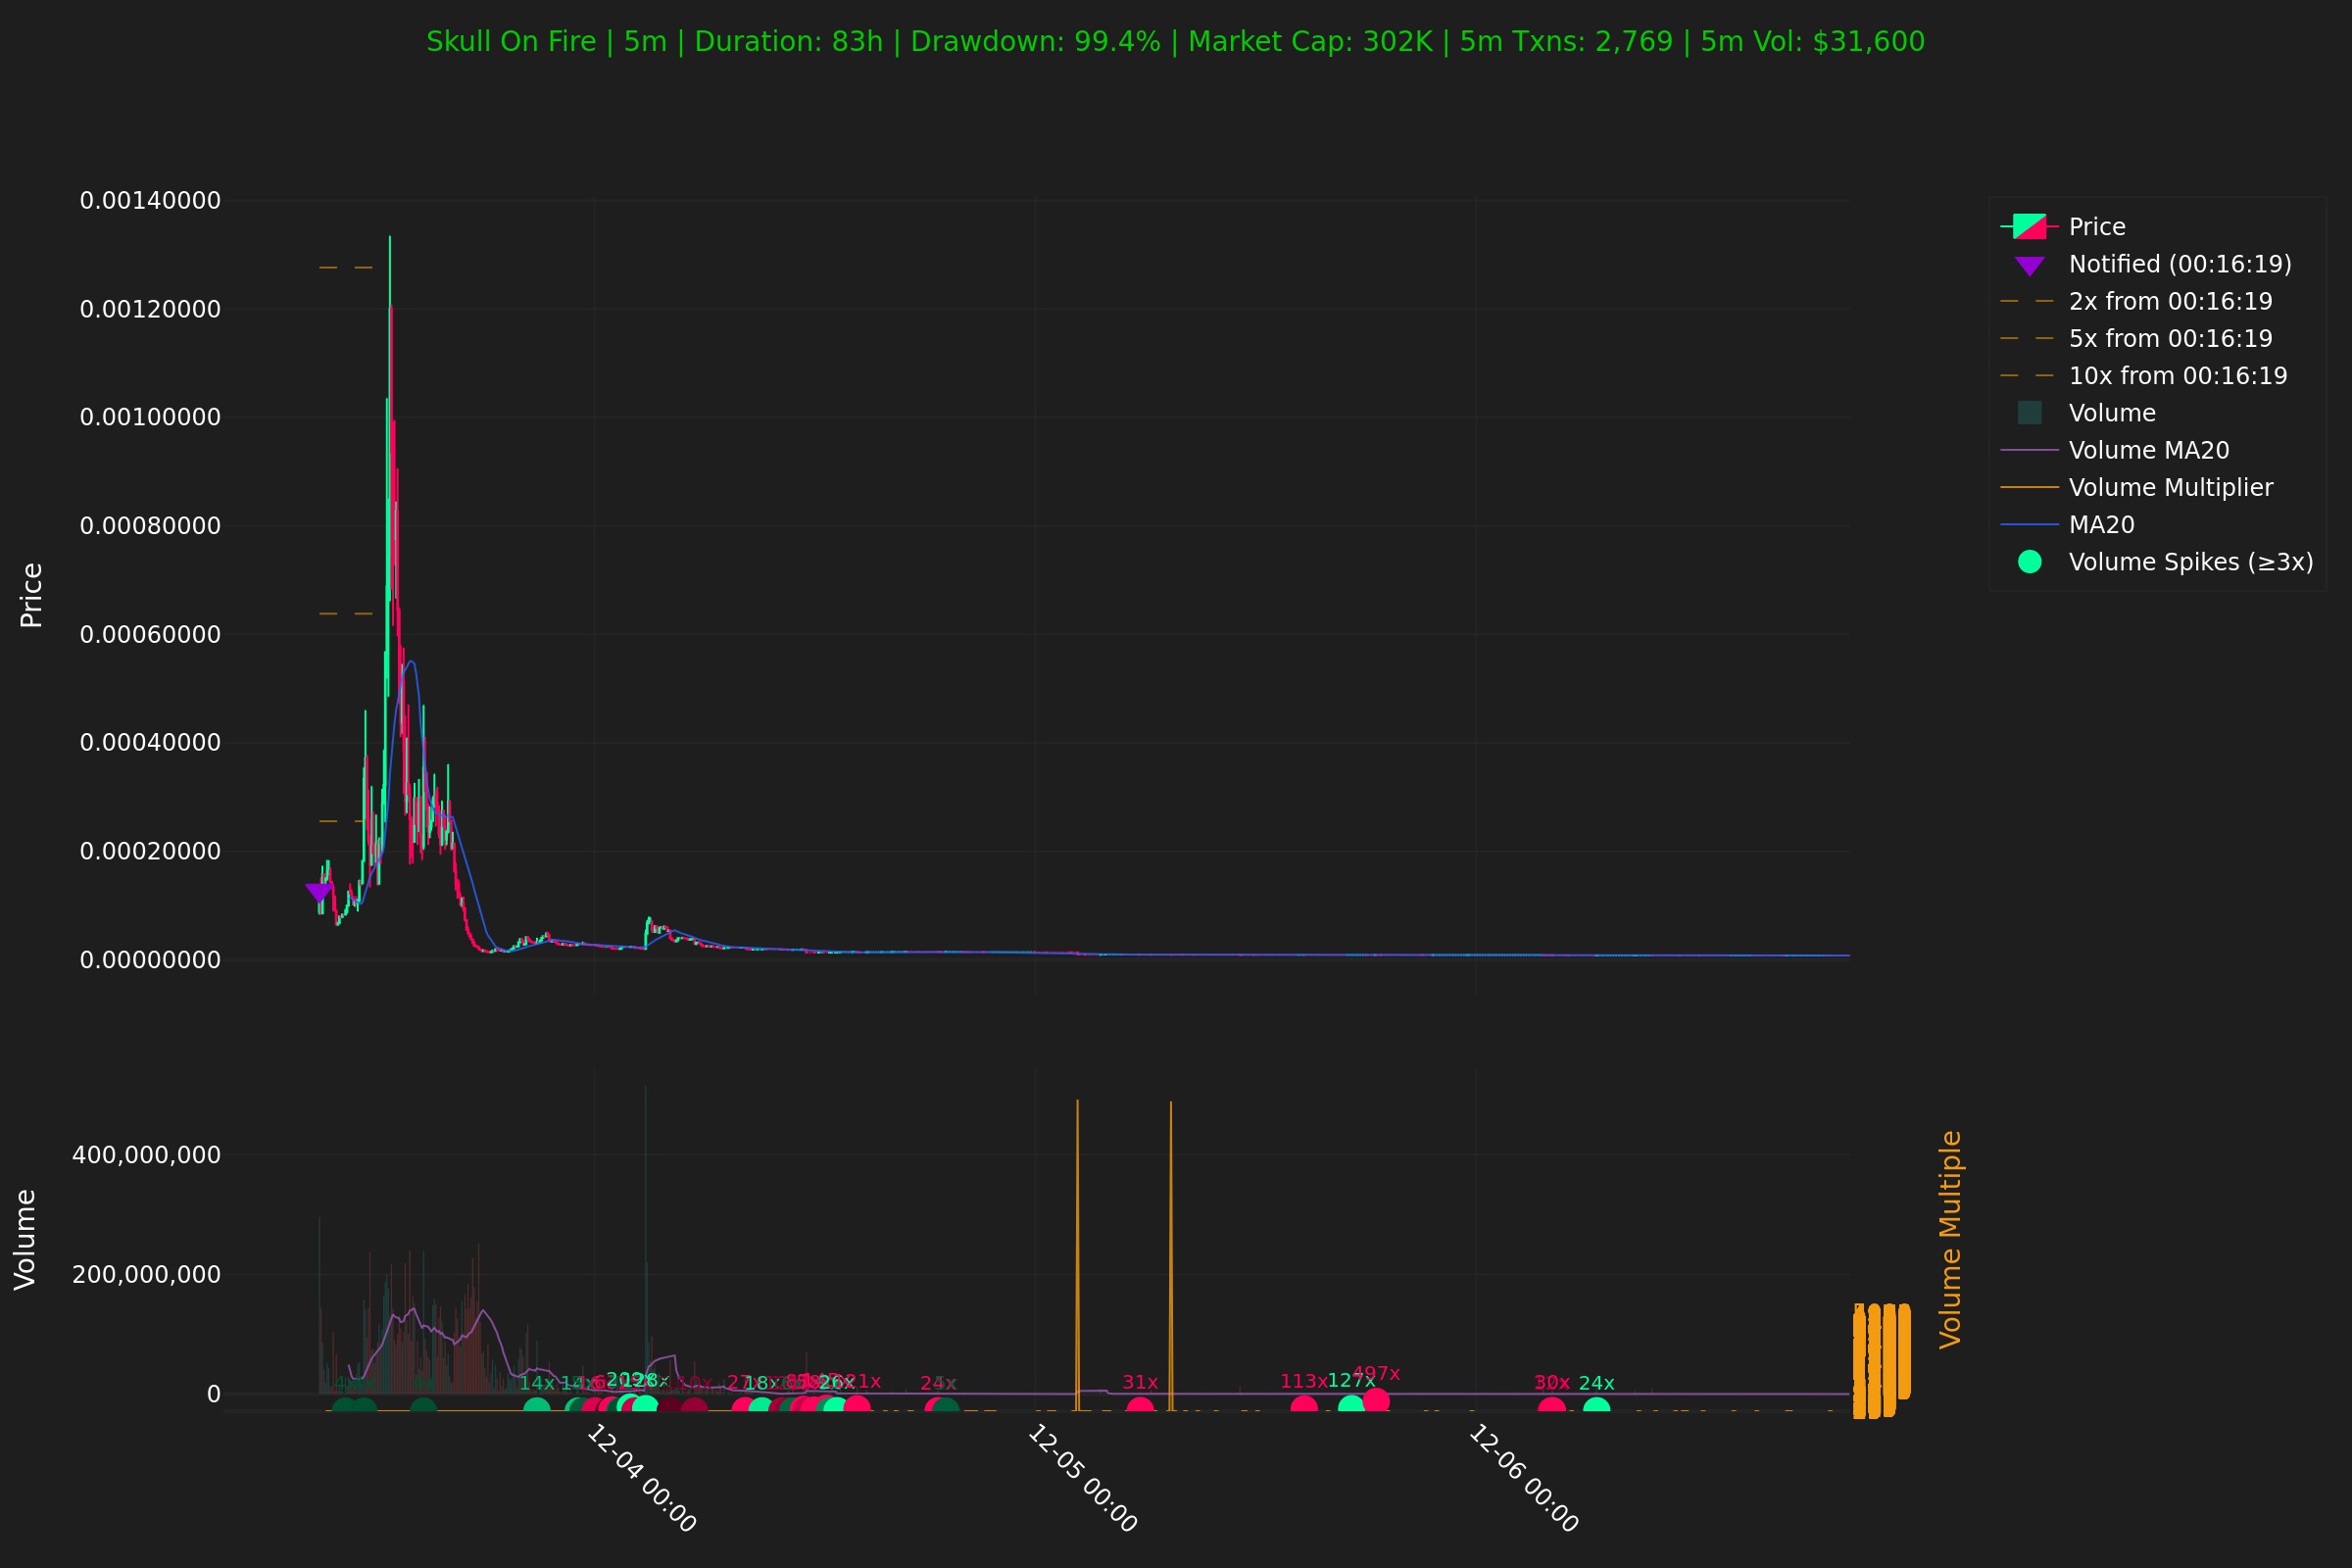 Skull On Fire | 5m | Duration: 83h | Drawdown: 99.4% | Market Cap: 302K | 5m Txns: 2,769 | 5m Vol: $31,600
Price
0.00140000
0.00120000
0.00100000
0.00080000
0.00060000
0.00040000
0.00020000
0.00000000
Price
Notified (00:16:19)
2x from 00:16:19
5x from 00:16:19
10x from 00:16:19
Volume
Volume MA20
Volume Multiplier
MA20
Volume Spikes (≥3x)
Volume
400,000,000
200,000,000
0
14x
18x
26x
24x
31x
113x
127x
497x
24x
Volume Multiple
12-04 00:00
12-05 00:00
12-06 00:00